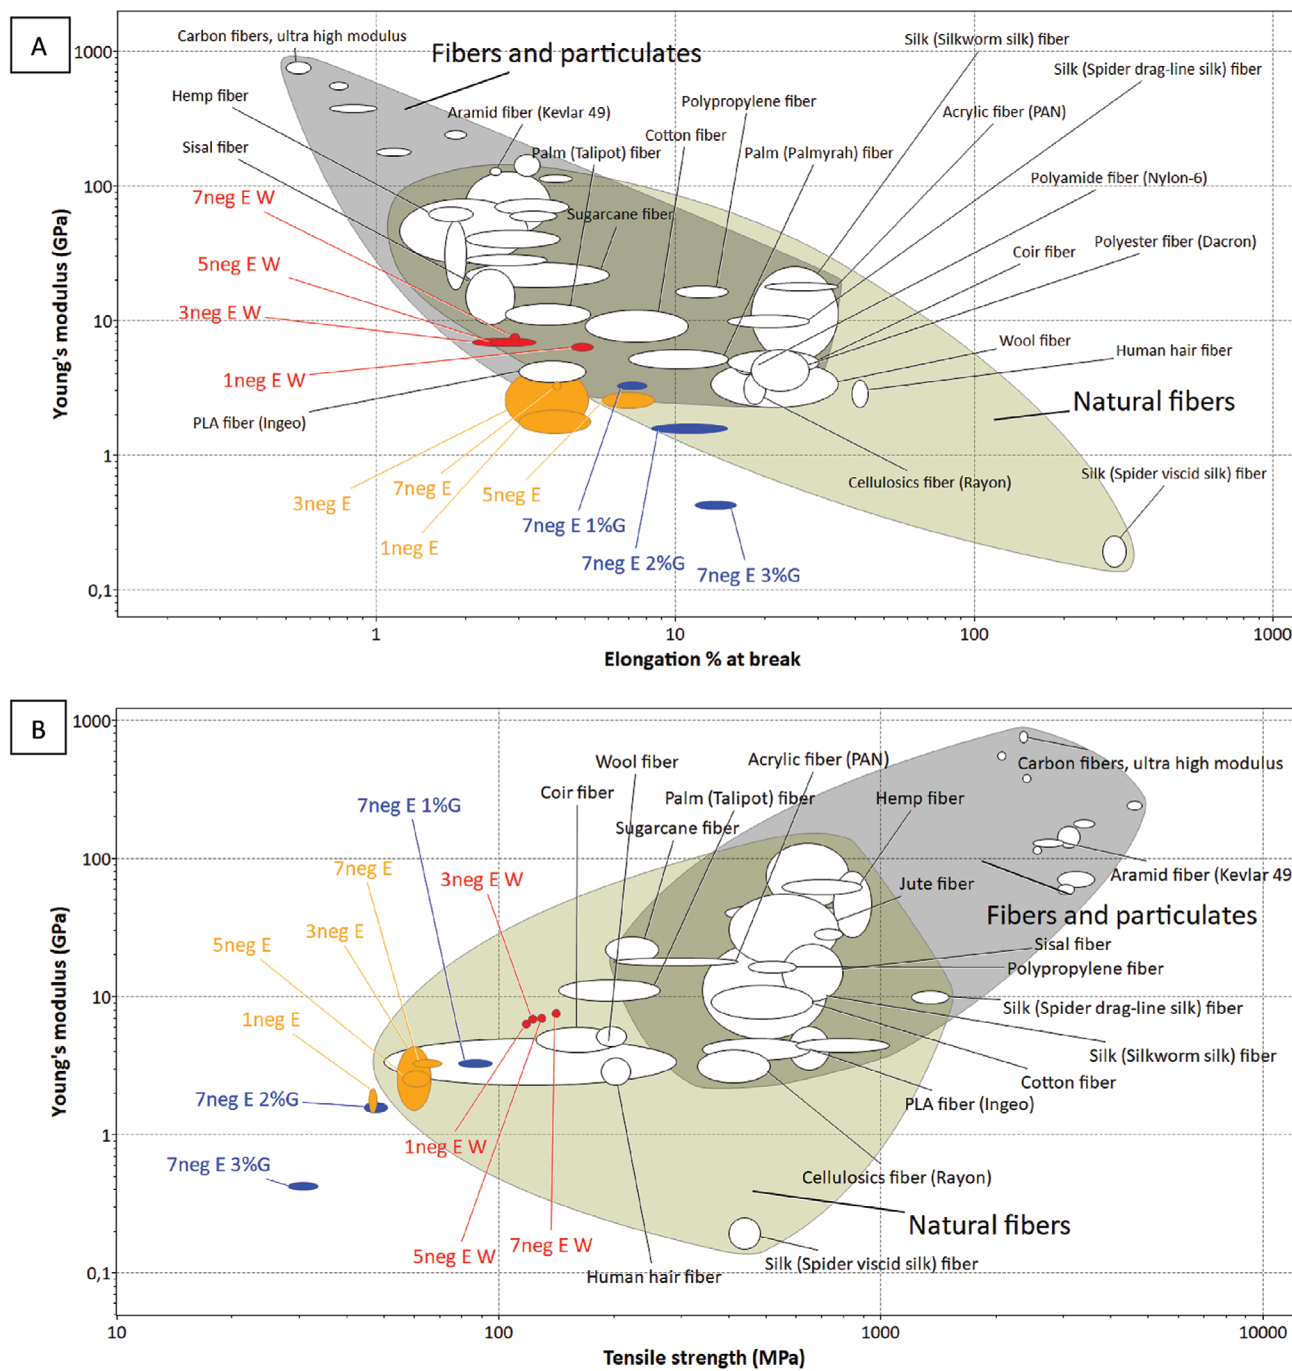 A
1000
100
10
1
0,1
Young's modulus (GPa)
Carbon fibers, ultra high modulus
Fibers and particulates
Silk (Silkworm silk) fiber
Silk (Spider drag-line silk) fiber
Hemp fiber
Aramid fiber (Kevlar 49)
Polypropylene fiber
Acrylic fiber (PAN)
Sisal fiber
Palm (Talipot) fiber
Cotton fiber
Palm (Palmyrah) fiber
7neg E W
Polyamide fiber (Nylon-6)
Sugarcane fiber
Polyester fiber (Dacron)
5neg E W
Coir fiber
3neg E W
Wool fiber
Human hair fiber
1neg E W
Natural fibers
PLA fiber (Ingeo)
3neg E
7neg E
5neg E
Cellulosics fiber (Rayon)
Silk (Spider viscid silk) fiber
7neg E 1%G
1neg E
7neg E 2%G
7neg E 3%G
1
10
100
1000
Elongation % at break
B
1000
100
10
1
0,1
Young's modulus (GPa)
Wool fiber
Acrylic fiber (PAN)
Carbon fibers, ultra high modulus
Coir fiber
7neg E 1%G
Palm (Talipot) fiber
Hemp fiber
Sugarcane fiber
7neg E
3neg E W
Jute fiber
Aramid fiber (Kevlar 49
Fibers and particulates
3neg E
5neg E
Sisal fiber
Polypropylene fiber
1neg E
Silk (Spider drag-line silk) fiber
Silk (Silkworm silk) fiber
Cotton fiber
7neg E 2%G
PLA fiber (Ingeo)
1neg E W
7neg E 3%G
Cellulosics fiber (Rayon)
Natural fibers
5neg E W
7neg E W
Silk (Spider viscid silk) fiber
Human hair fiber
10
100
1000
10000
Tensile strength (MPa)